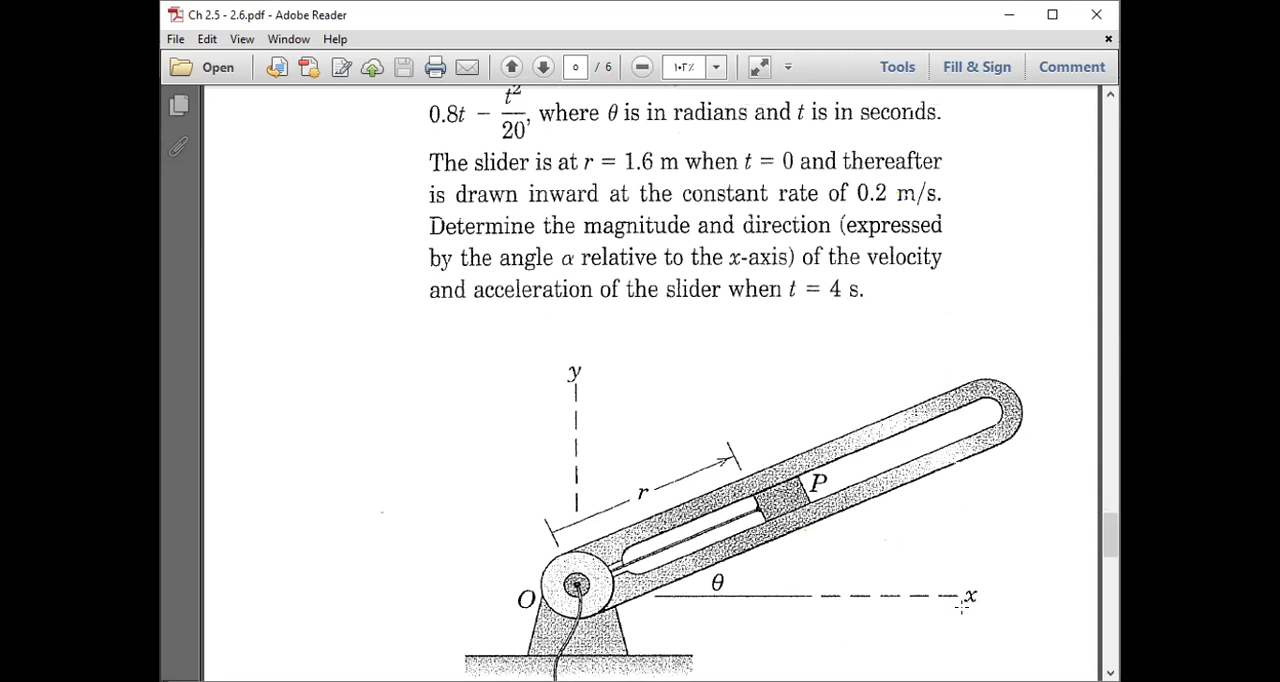 Ch 2.5 - 2.6.pdf - Adobe Reader
File Edit View Window Help
Open ٥ / 6 ١٠٢٪ Tools Fill & Sign Comment
0.8t − t²/20, where θ is in radians and t is in seconds.
The slider is at r = 1.6 m when t = 0 and thereafter
is drawn inward at the constant rate of 0.2 m/s.
Determine the magnitude and direction (expressed
by the angle α relative to the x-axis) of the velocity
and acceleration of the slider when t = 4 s.
y
r
P
θ
O
x